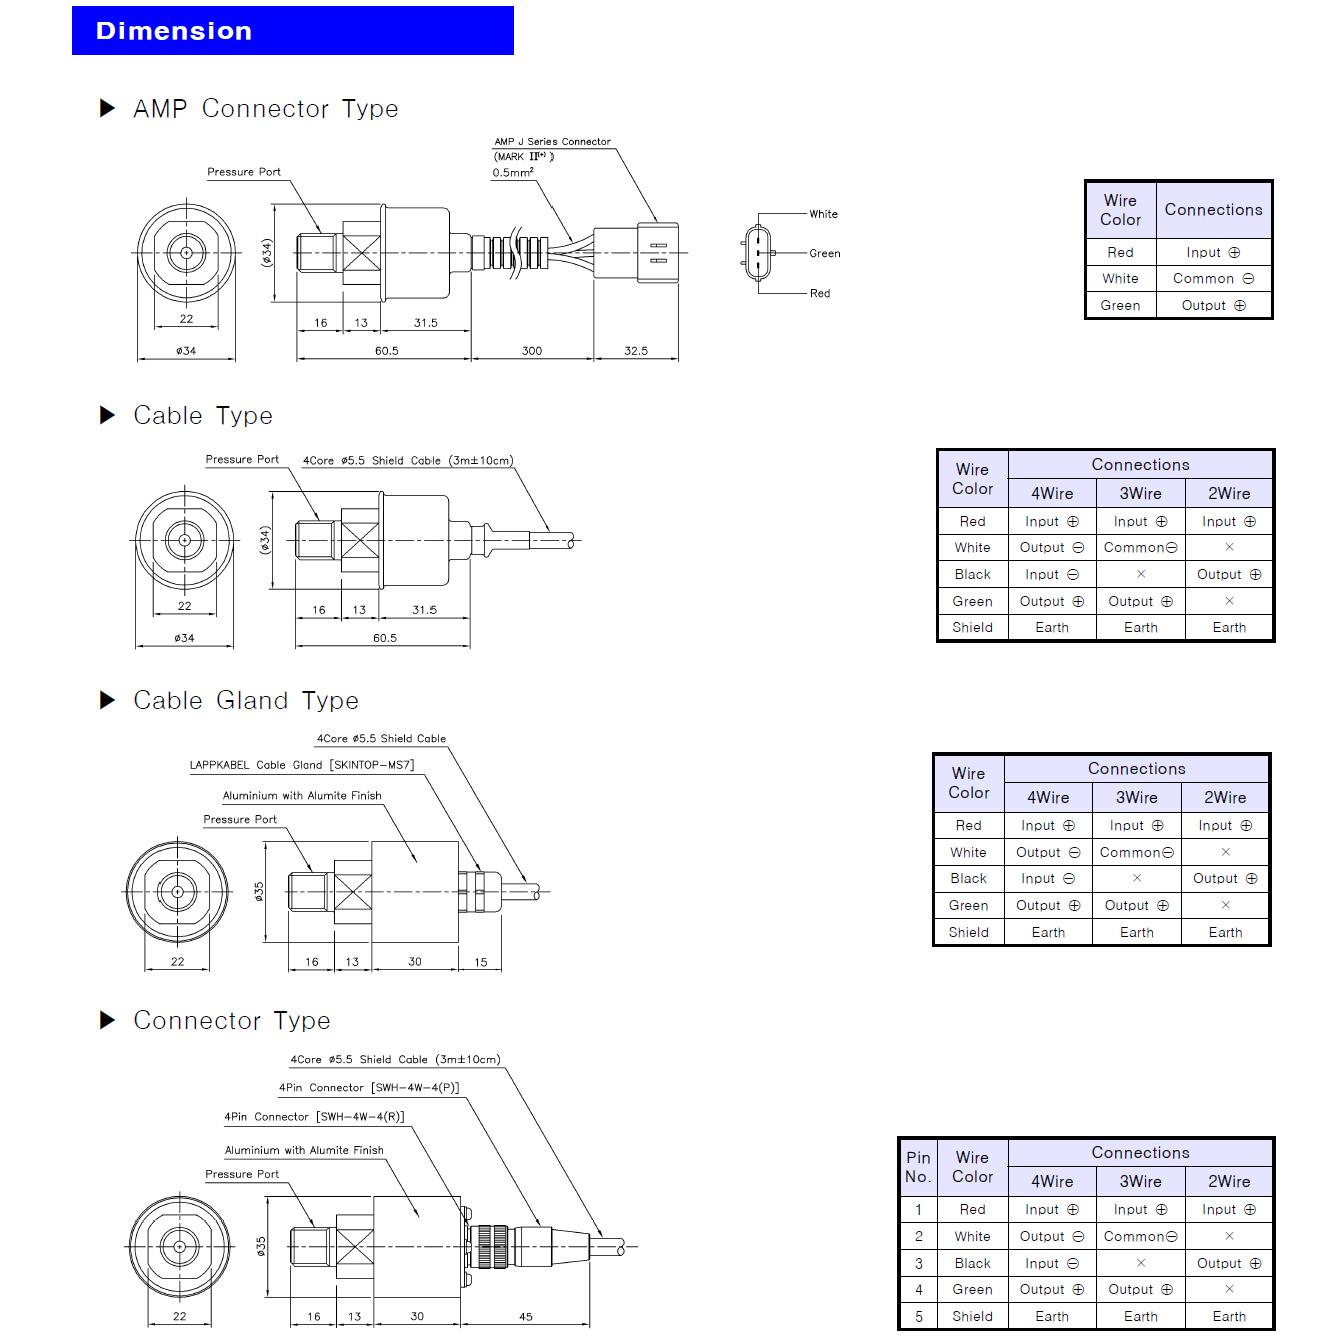 Dimension
▶ AMP Connector Type
AMP J Series Connector
(MARK II(+) )
0.5mm²
Pressure Port
(ø34)
22
ø34
16 13 31.5
60.5 300 32.5
White
Green
Red
Wire Color Connections
Red Input ⊕
White Common ⊖
Green Output ⊕
▶ Cable Type
Pressure Port 4Core ø5.5 Shield Cable (3m±10cm)
(ø34)
22
ø34
16 13 31.5
60.5
Wire Color Connections
4Wire 3Wire 2Wire
Red Input ⊕ Input ⊕ Input ⊕
White Output ⊖ Common⊖ ×
Black Input ⊖ × Output ⊕
Green Output ⊕ Output ⊕ ×
Shield Earth Earth Earth
▶ Cable Gland Type
4Core ø5.5 Shield Cable
LAPPKABEL Cable Gland [SKINTOP-MS7]
Aluminium with Alumite Finish
Pressure Port
ø35
22
16 13 30 15
Wire Color Connections
4Wire 3Wire 2Wire
Red Input ⊕ Input ⊕ Input ⊕
White Output ⊖ Common⊖ ×
Black Input ⊖ × Output ⊕
Green Output ⊕ Output ⊕ ×
Shield Earth Earth Earth
▶ Connector Type
4Core ø5.5 Shield Cable (3m±10cm)
4Pin Connector [SWH-4W-4(P)]
4Pin Connector [SWH-4W-4(R)]
Aluminium with Alumite Finish
Pressure Port
ø35
22
16 13 30 45
Pin No. Wire Color Connections
4Wire 3Wire 2Wire
1 Red Input ⊕ Input ⊕ Input ⊕
2 White Output ⊖ Common⊖ ×
3 Black Input ⊖ × Output ⊕
4 Green Output ⊕ Output ⊕ ×
5 Shield Earth Earth Earth